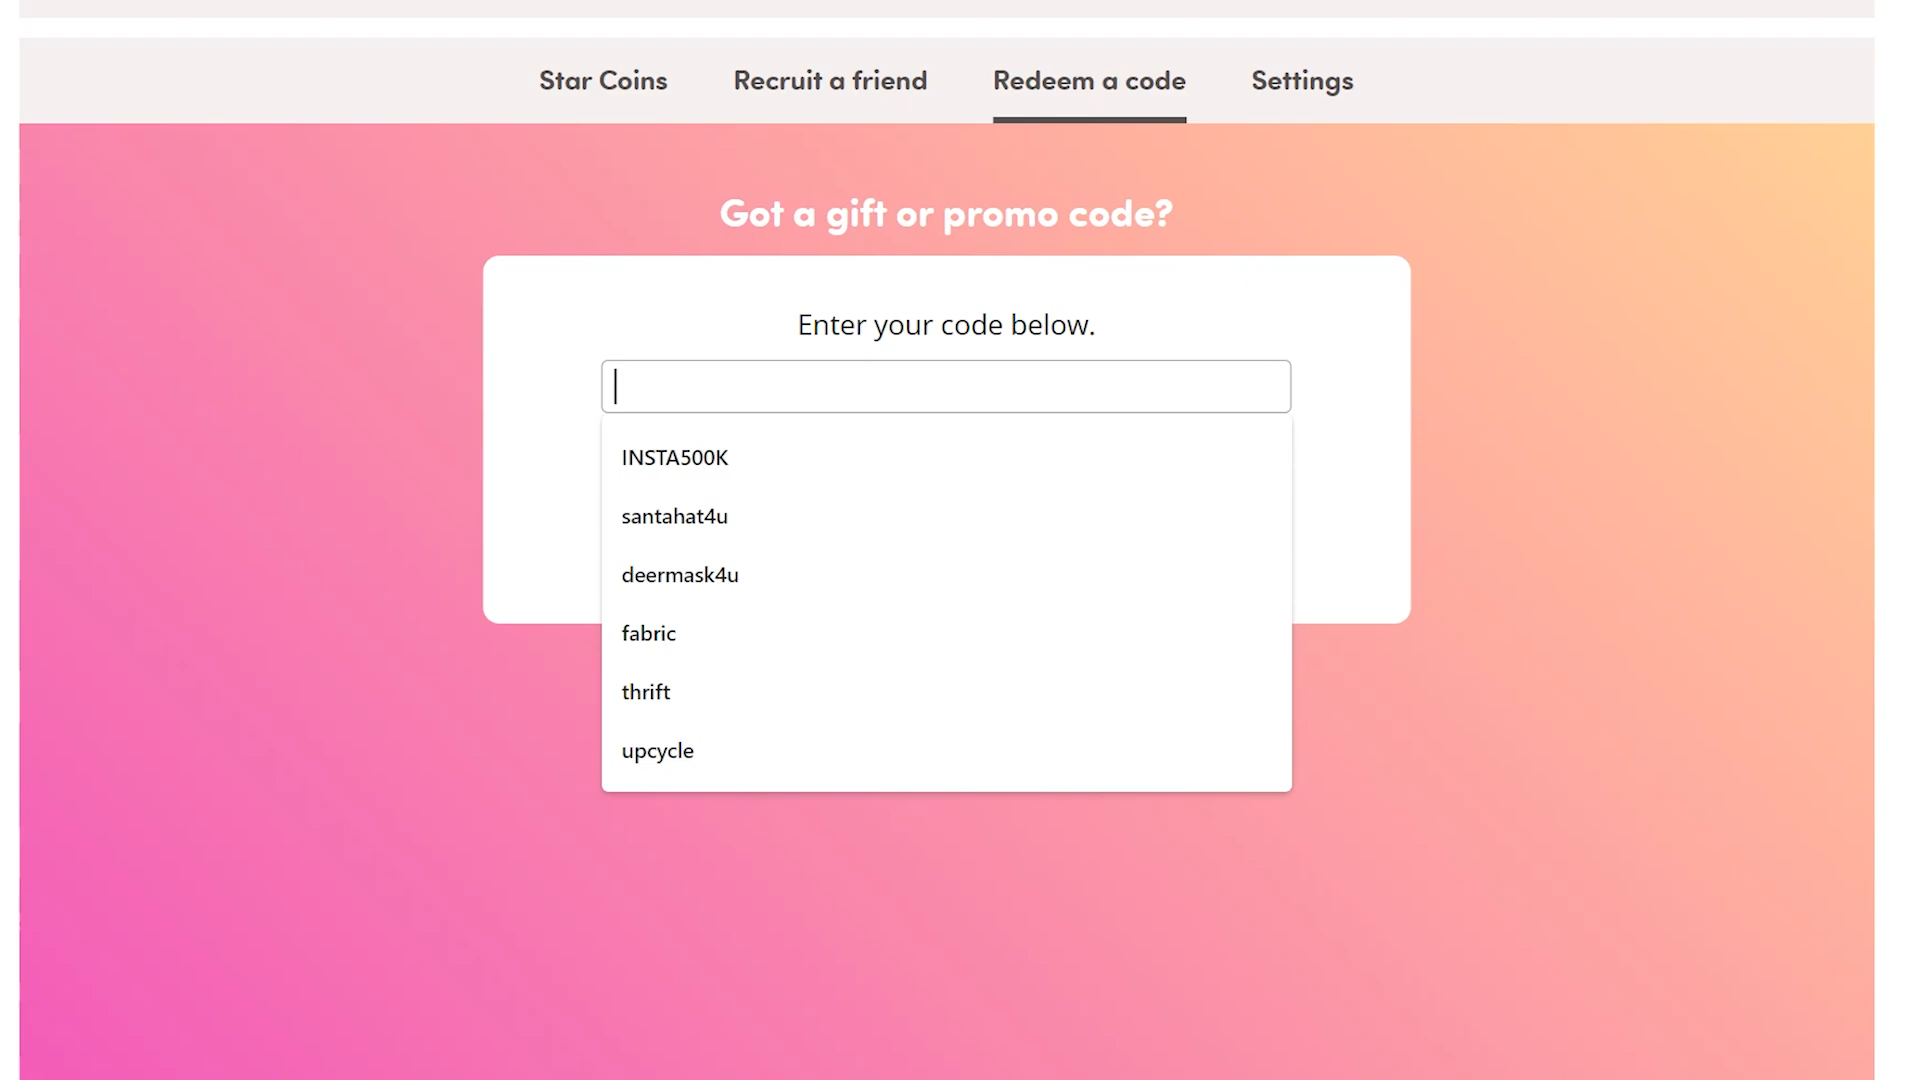 Star Coins Recruit a friend Redeem a code Settings
Got a gift or promo code?
Enter your code below.
INSTA500K
santahat4u
deermask4u
fabric
thrift
upcycle